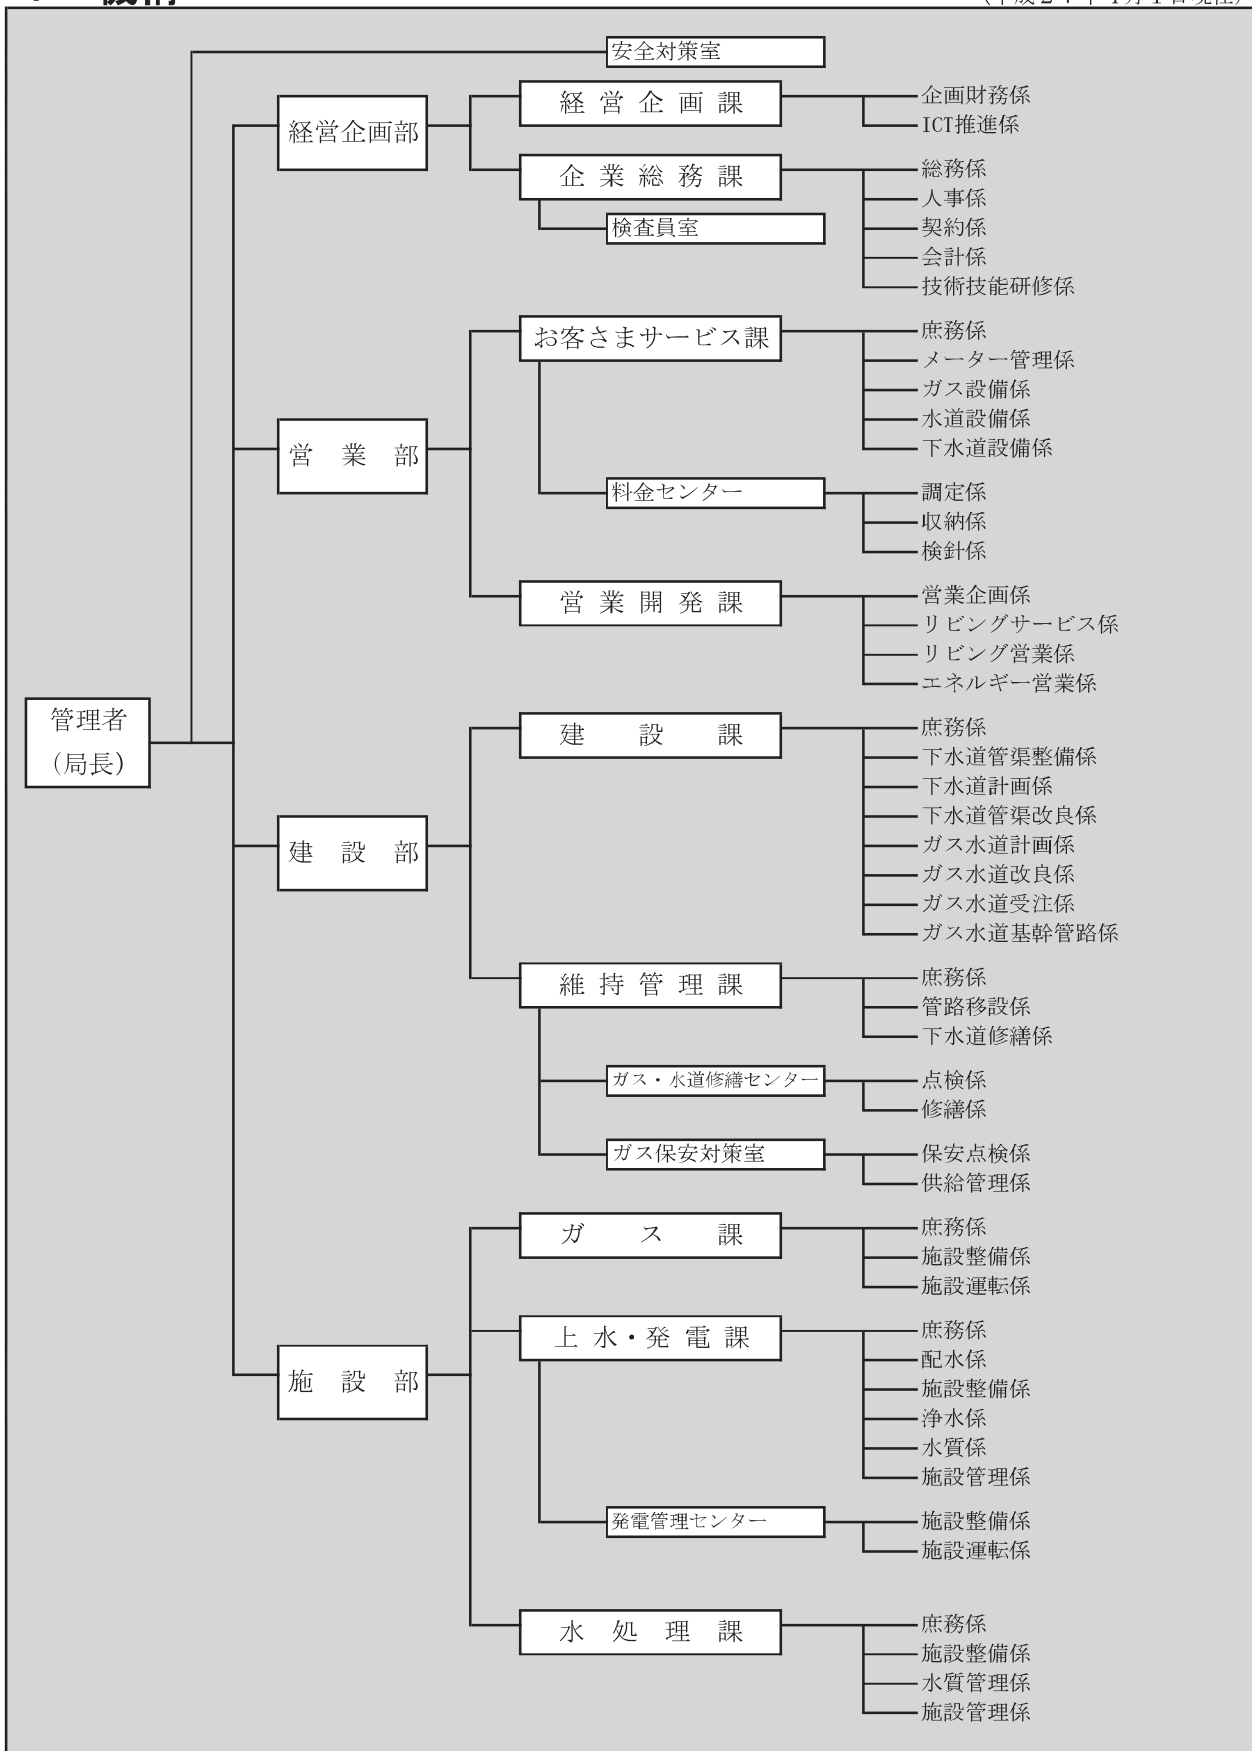 機構
安全対策室
経営企画部
経営企画課
企画財務係
ICT推進係
企業総務課
総務係
人事係
契約係
会計係
技術技能研修係
検査員室
営業部
お客さまサービス課
庶務係
メーター管理係
ガス設備係
水道設備係
下水道設備係
料金センター
調定係
収納係
検針係
営業開発課
営業企画係
リビングサービス係
リビング営業係
エネルギー営業係
管理者
（局長）
建設部
建設課
庶務係
下水道管渠整備係
下水道計画係
下水道管渠改良係
ガス水道計画係
ガス水道改良係
ガス水道受注係
ガス水道基幹管路係
維持管理課
庶務係
管路移設係
下水道修繕係
ガス・水道修繕センター
点検係
修繕係
ガス保安対策室
保安点検係
供給管理係
施設部
ガス課
庶務係
施設整備係
施設運転係
上水・発電課
庶務係
配水係
施設整備係
浄水係
水質係
施設管理係
発電管理センター
施設整備係
施設運転係
水処理課
庶務係
施設整備係
水質管理係
施設管理係